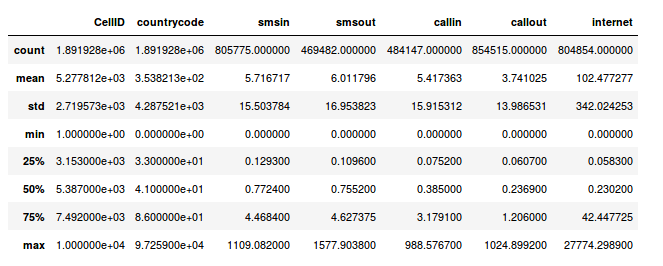 CellID countrycode smsin smsout callin callout internet
count 1.891928e+06 1.891928e+06 805775.000000 469482.000000 484147.000000 854515.000000 804854.000000
mean 5.277812e+03 3.538213e+02 5.716717 6.011796 5.417363 3.741025 102.477277
std 2.719573e+03 4.287521e+03 15.503784 16.953823 15.915312 13.986531 342.024253
min 1.000000e+00 0.000000e+00 0.000000 0.000000 0.000000 0.000000 0.000000
25% 3.153000e+03 3.300000e+01 0.129300 0.109600 0.075200 0.060700 0.058300
50% 5.387000e+03 4.100000e+01 0.772400 0.755200 0.385000 0.236900 0.230200
75% 7.492000e+03 8.600000e+01 4.468400 4.627375 3.179100 1.206000 42.447725
max 1.000000e+04 9.725900e+04 1109.082000 1577.903800 988.576700 1024.899200 27774.298900